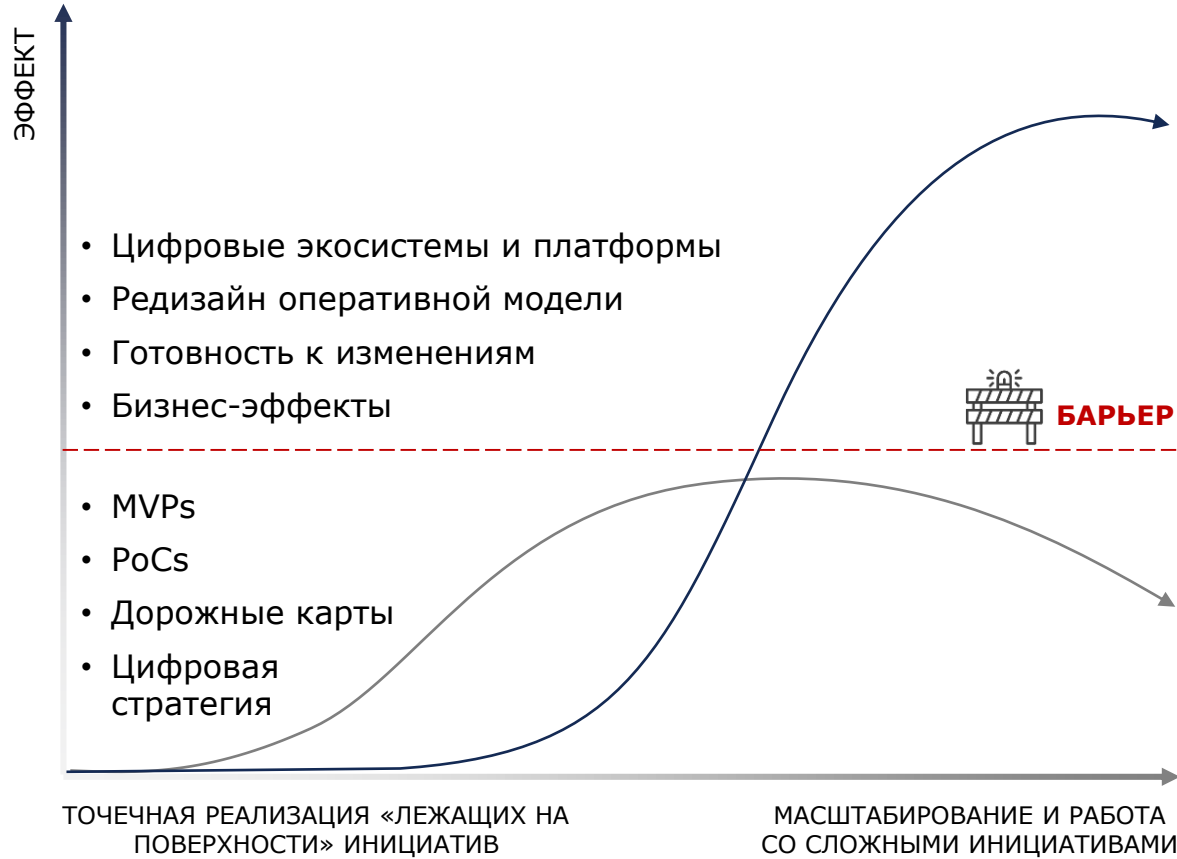 ЭФФЕКТ
• Цифровые экосистемы и платформы
• Редизайн оперативной модели
• Готовность к изменениям
• Бизнес-эффекты
БАРЬЕР
• MVPs
• PoCs
• Дорожные карты
• Цифровая
стратегия
ТОЧЕЧНАЯ РЕАЛИЗАЦИЯ «ЛЕЖАЩИХ НА
ПОВЕРХНОСТИ» ИНИЦИАТИВ
МАСШТАБИРОВАНИЕ И РАБОТА
СО СЛОЖНЫМИ ИНИЦИАТИВАМИ